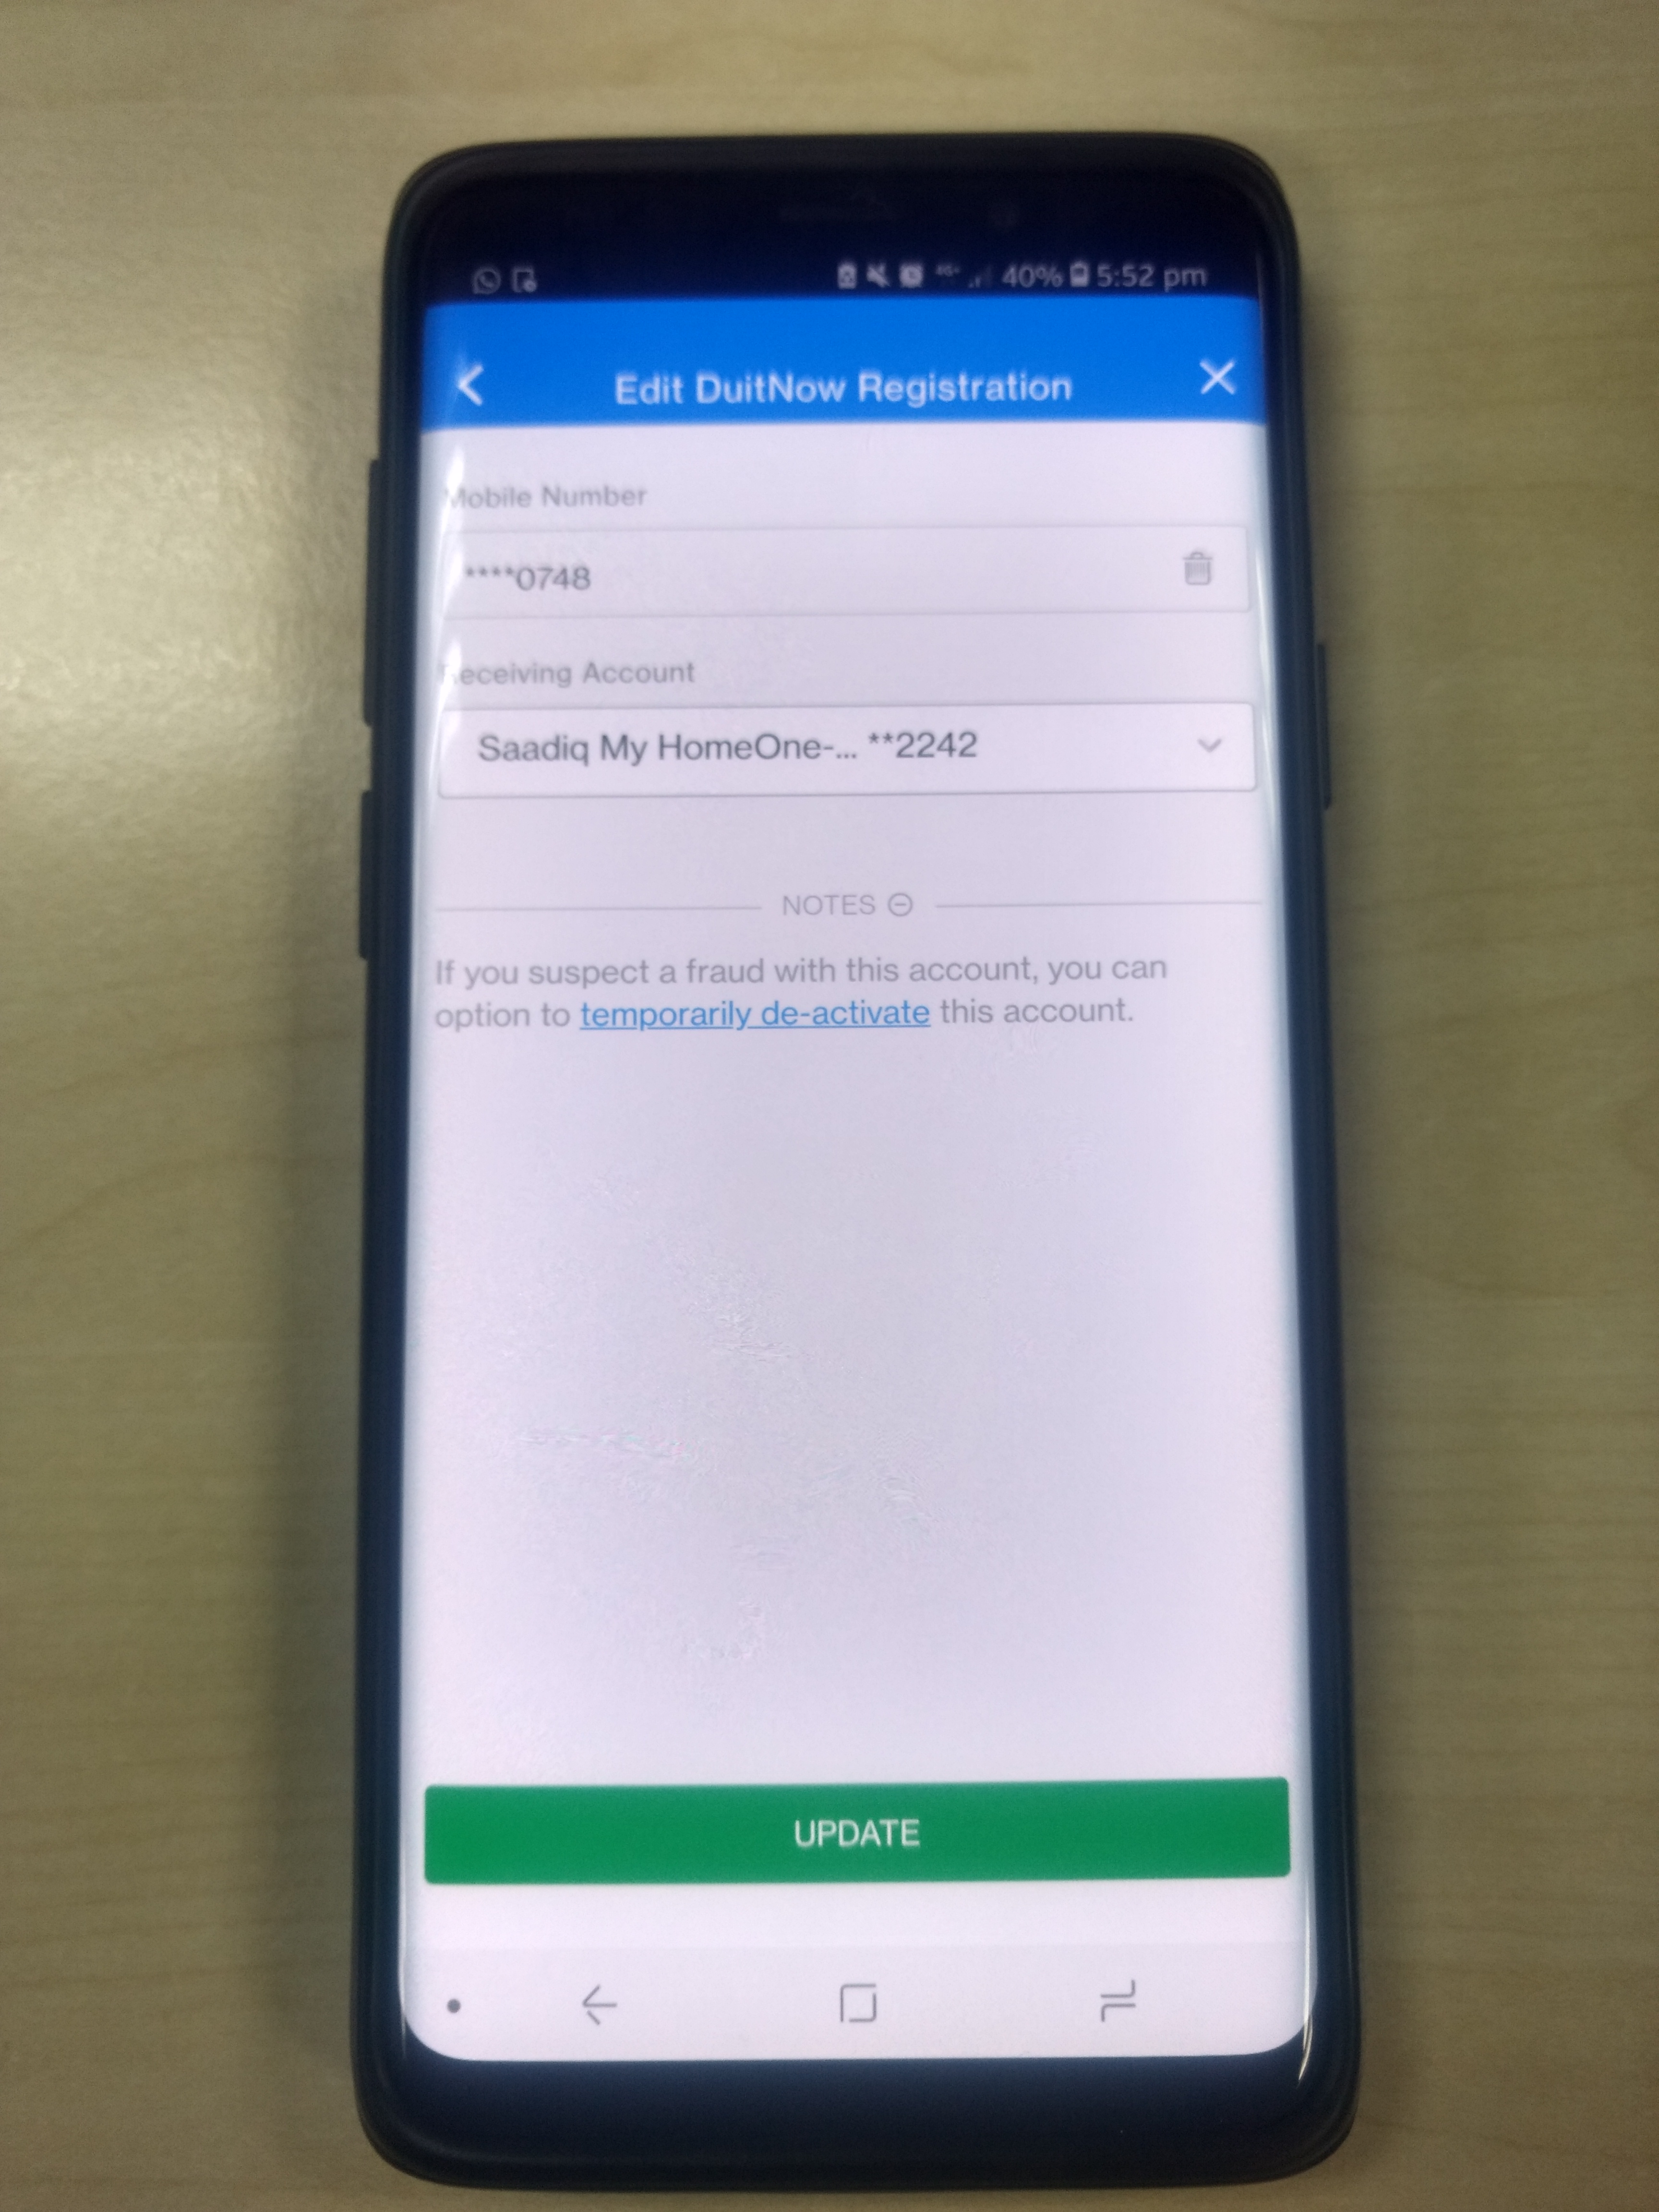 40% 5:52 pm
Edit DuitNow Registration
Mobile Number
****0748
Receiving Account
Saadiq My HomeOne-... **2242
NOTES
If you suspect a fraud with this account, you can
option to temporarily de-activate this account.
UPDATE